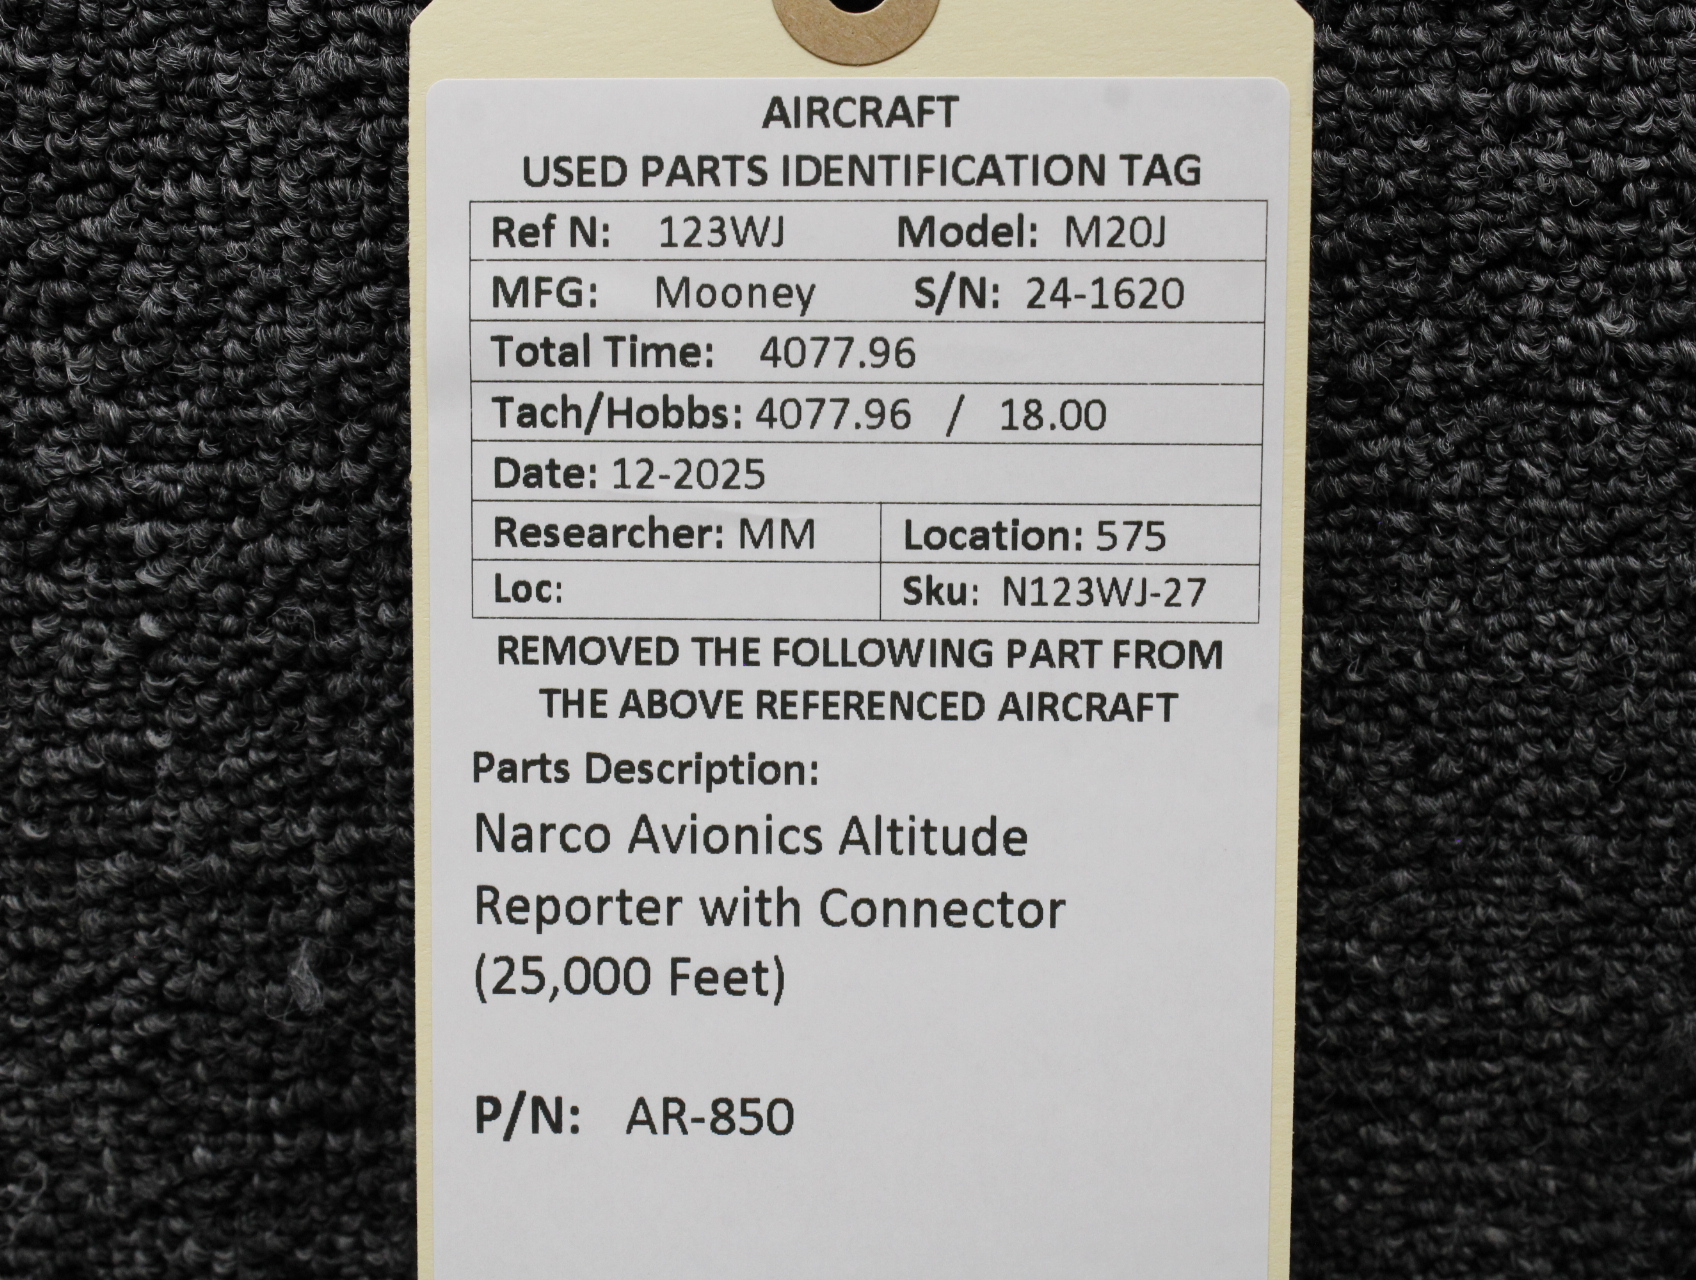 AIRCRAFT
USED PARTS IDENTIFICATION TAG
Ref N: 123WJ Model: M20J
MFG: Mooney S/N: 24-1620
Total Time: 4077.96
Tach/Hobbs: 4077.96 / 18.00
Date: 12-2025
Researcher: MM Location: 575
Loc: Sku: N123WJ-27
REMOVED THE FOLLOWING PART FROM
THE ABOVE REFERENCED AIRCRAFT
Parts Description:
Narco Avionics Altitude
Reporter with Connector
(25,000 Feet)
P/N: AR-850